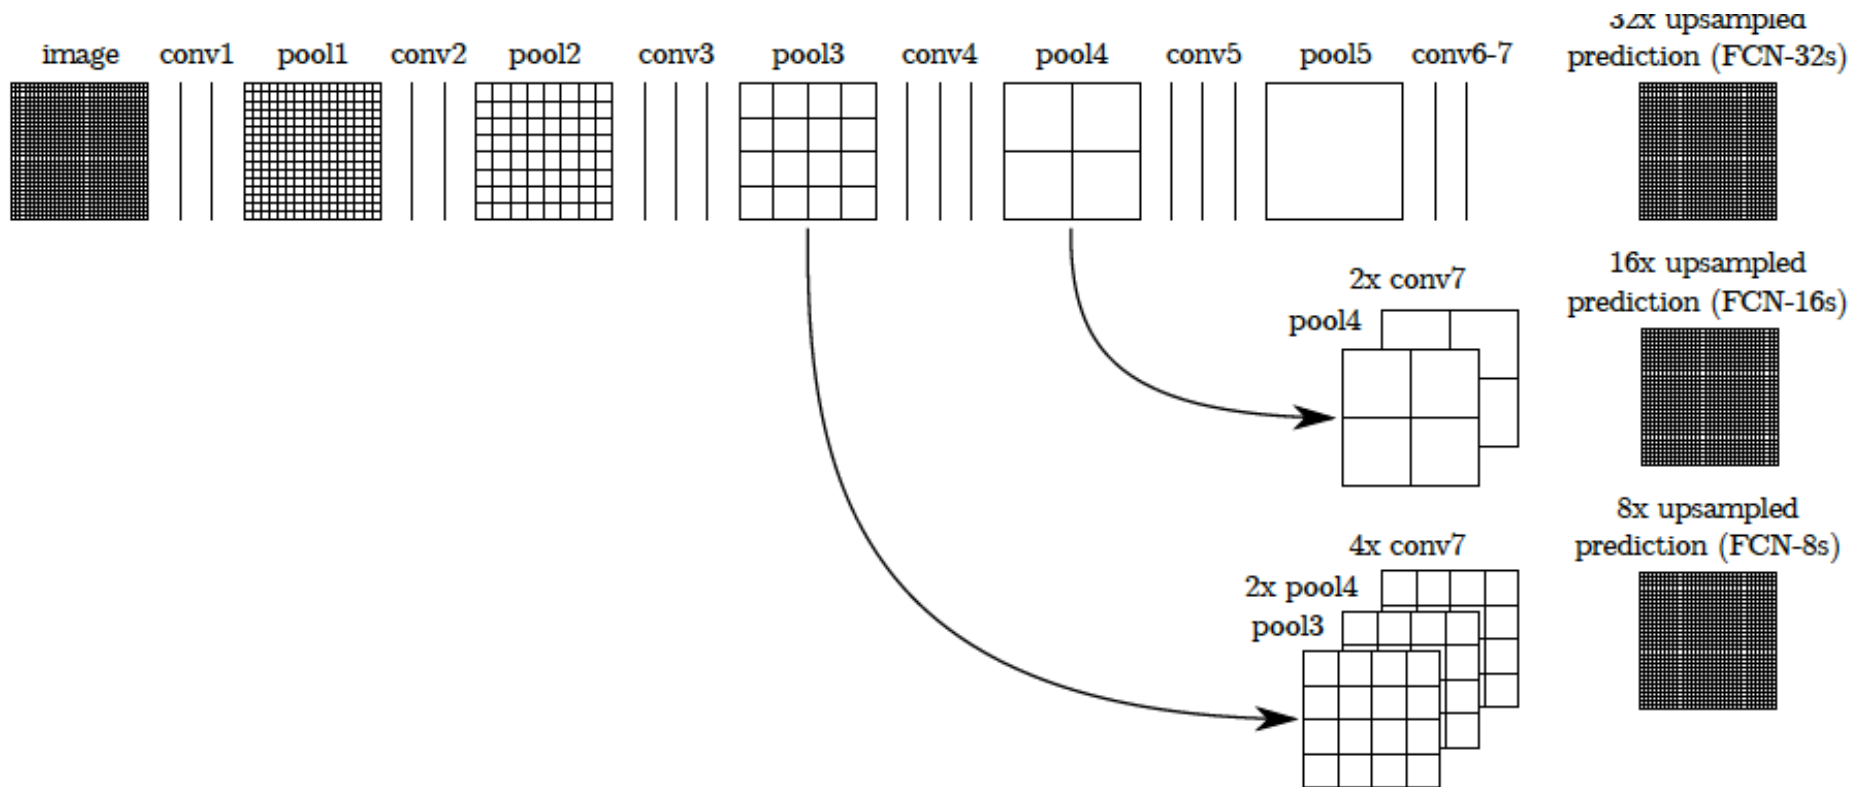 image conv1 pool1 conv2 pool2 conv3 pool3 conv4 pool4 conv5 pool5 conv6-7
32x upsampled
prediction (FCN-32s)
2x conv7
pool4
16x upsampled
prediction (FCN-16s)
4x conv7
2x pool4
pool3
8x upsampled
prediction (FCN-8s)